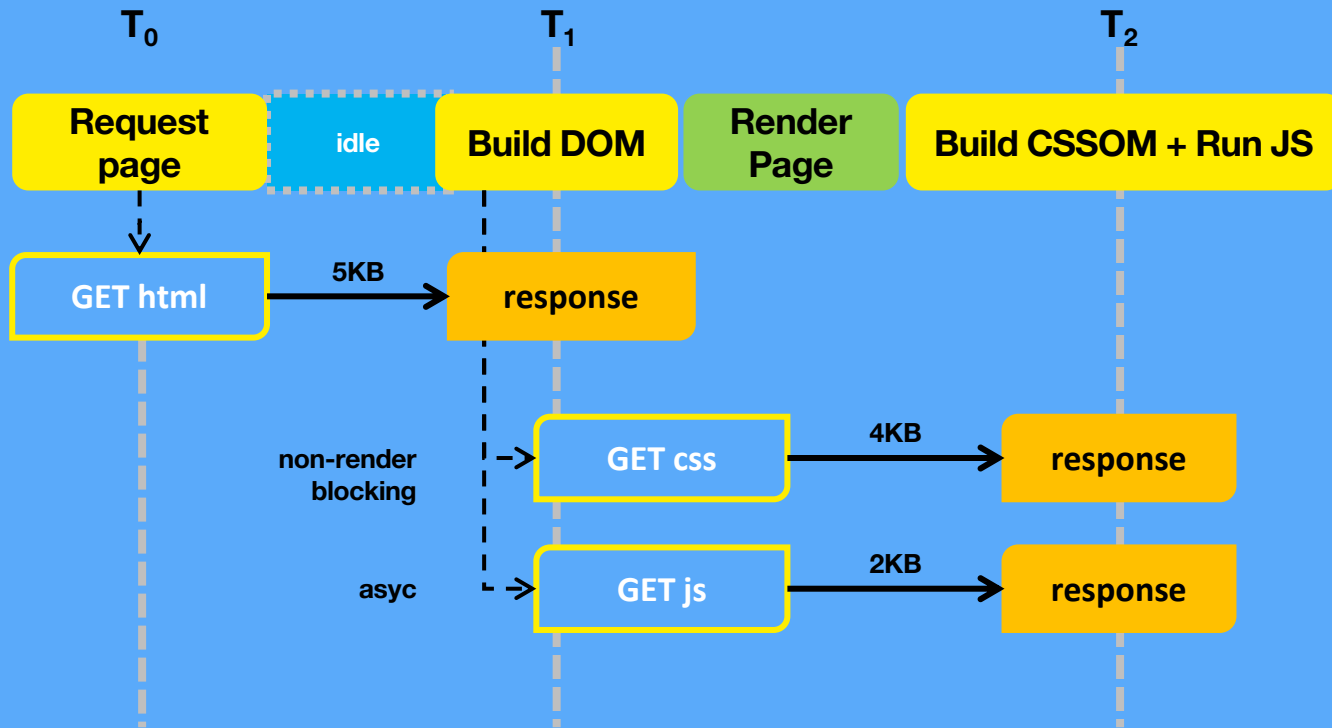 T₀
T₁
T₂
Request
page
idle
Build DOM
Render
Page
Build CSSOM + Run JS
GET html
5KB
response
non-render
blocking
GET css
4KB
response
asyc
GET js
2KB
response